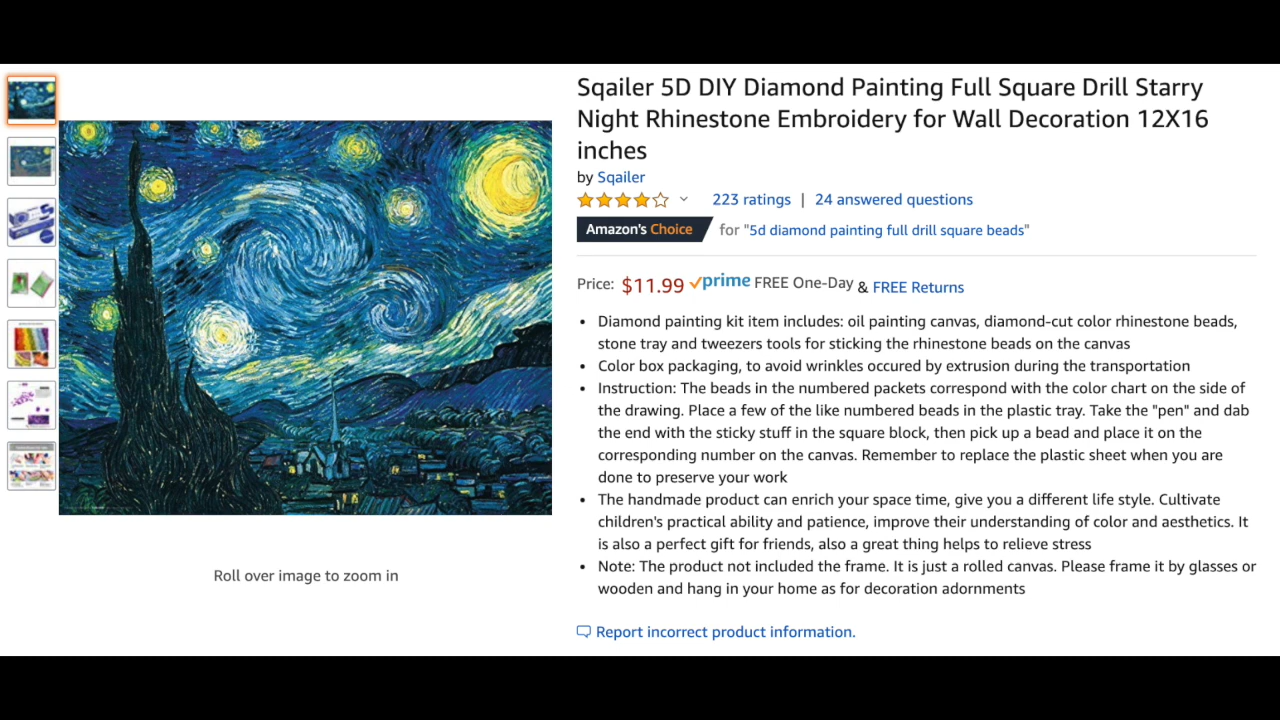 Sqailer 5D DIY Diamond Painting Full Square Drill Starry
Night Rhinestone Embroidery for Wall Decoration 12X16
inches
by Sqailer
223 ratings | 24 answered questions
Amazon's Choice for "5d diamond painting full drill square beads"
Price: $11.99 prime FREE One-Day & FREE Returns
• Diamond painting kit item includes: oil painting canvas, diamond-cut color rhinestone beads,
stone tray and tweezers tools for sticking the rhinestone beads on the canvas
• Color box packaging, to avoid wrinkles occured by extrusion during the transportation
• Instruction: The beads in the numbered packets correspond with the color chart on the side of
the drawing. Place a few of the like numbered beads in the plastic tray. Take the "pen" and dab
the end with the sticky stuff in the square block, then pick up a bead and place it on the
corresponding number on the canvas. Remember to replace the plastic sheet when you are
done to preserve your work
• The handmade product can enrich your space time, give you a different life style. Cultivate
children's practical ability and patience, improve their understanding of color and aesthetics. It
is also a perfect gift for friends, also a great thing helps to relieve stress
• Note: The product not included the frame. It is just a rolled canvas. Please frame it by glasses or
wooden and hang in your home as for decoration adornments
Roll over image to zoom in
Report incorrect product information.